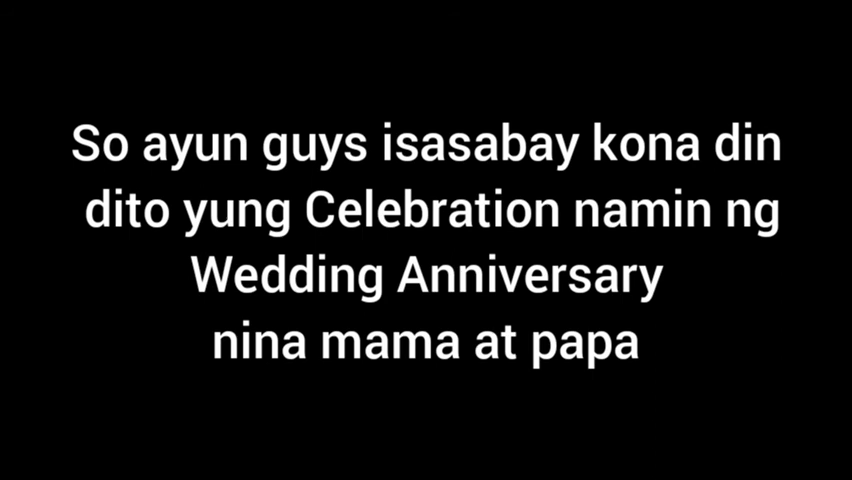 So ayun guys isasabay kona din
dito yung Celebration namin ng
Wedding Anniversary
nina mama at papa